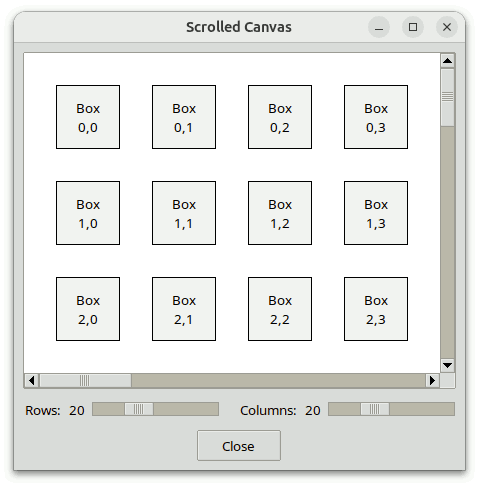 Scrolled Canvas
Box Box Box Box
0,0 0,1 0,2 0,3
Box Box Box Box
1,0 1,1 1,2 1,3
Box Box Box Box
2,0 2,1 2,2 2,3
Rows: 20 Columns: 20
Close